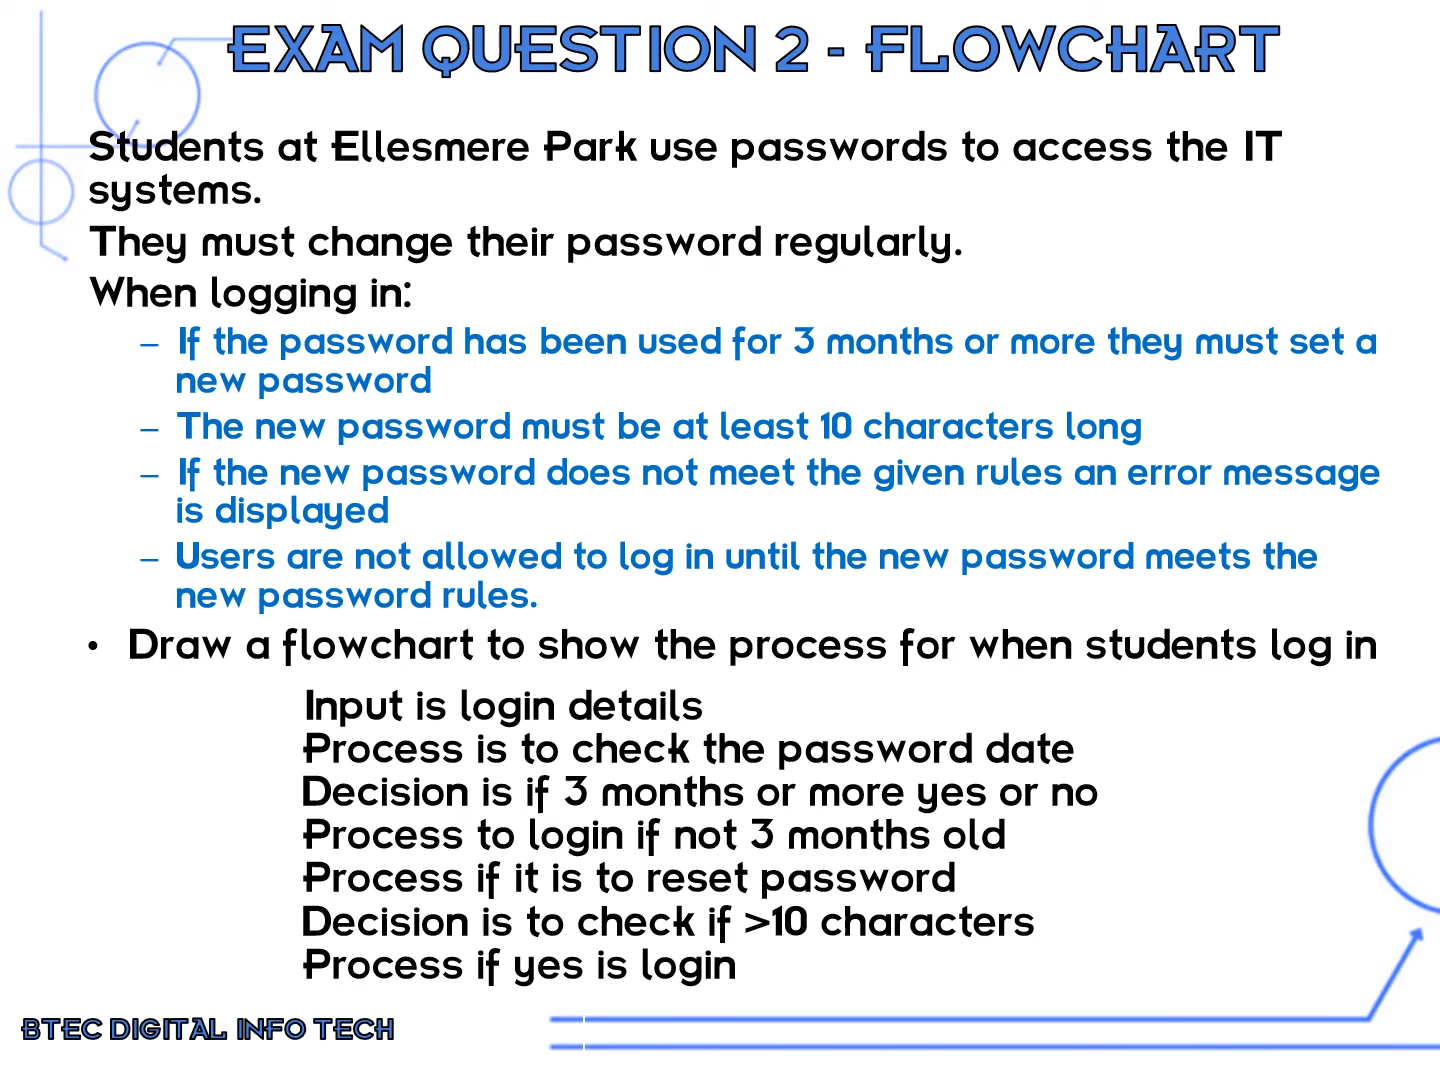 EXAM QUESTION 2 - FLOWCHART
Students at Ellesmere Park use passwords to access the IT
systems.
They must change their password regularly.
When logging in:
– If the password has been used for 3 months or more they must set a
new password
– The new password must be at least 10 characters long
– If the new password does not meet the given rules an error message
is displayed
– Users are not allowed to log in until the new password meets the
new password rules.
• Draw a flowchart to show the process for when students log in
Input is login details
Process is to check the password date
Decision is if 3 months or more yes or no
Process to login if not 3 months old
Process if it is to reset password
Decision is to check if >10 characters
Process if yes is login
BTEC DIGITAL INFO TECH